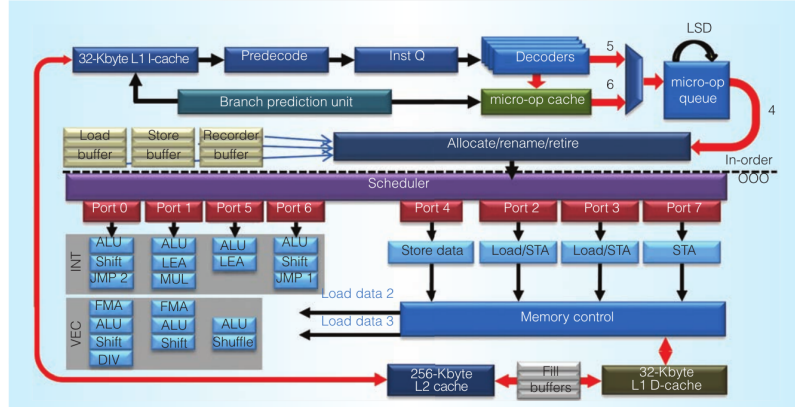 LSD
32-Kbyte L1 I-cache
Predecode
Inst Q
Decoders
5
micro-op
queue
Branch prediction unit
micro-op cache
6
4
Load
buffer
Store
buffer
Recorder
buffer
Allocate/rename/retire
In-order
OOO
Scheduler
Port 0
Port 1
Port 5
Port 6
Port 4
Port 2
Port 3
Port 7
INT
ALU
Shift
JMP 2
ALU
LEA
MUL
ALU
LEA
ALU
Shift
JMP 1
Store data
Load/STA
Load/STA
STA
Load data 2
Load data 3
Memory control
VEC
FMA
ALU
Shift
DIV
FMA
ALU
Shift
ALU
Shuffle
256-Kbyte
L2 cache
Fill
buffers
32-Kbyte
L1 D-cache